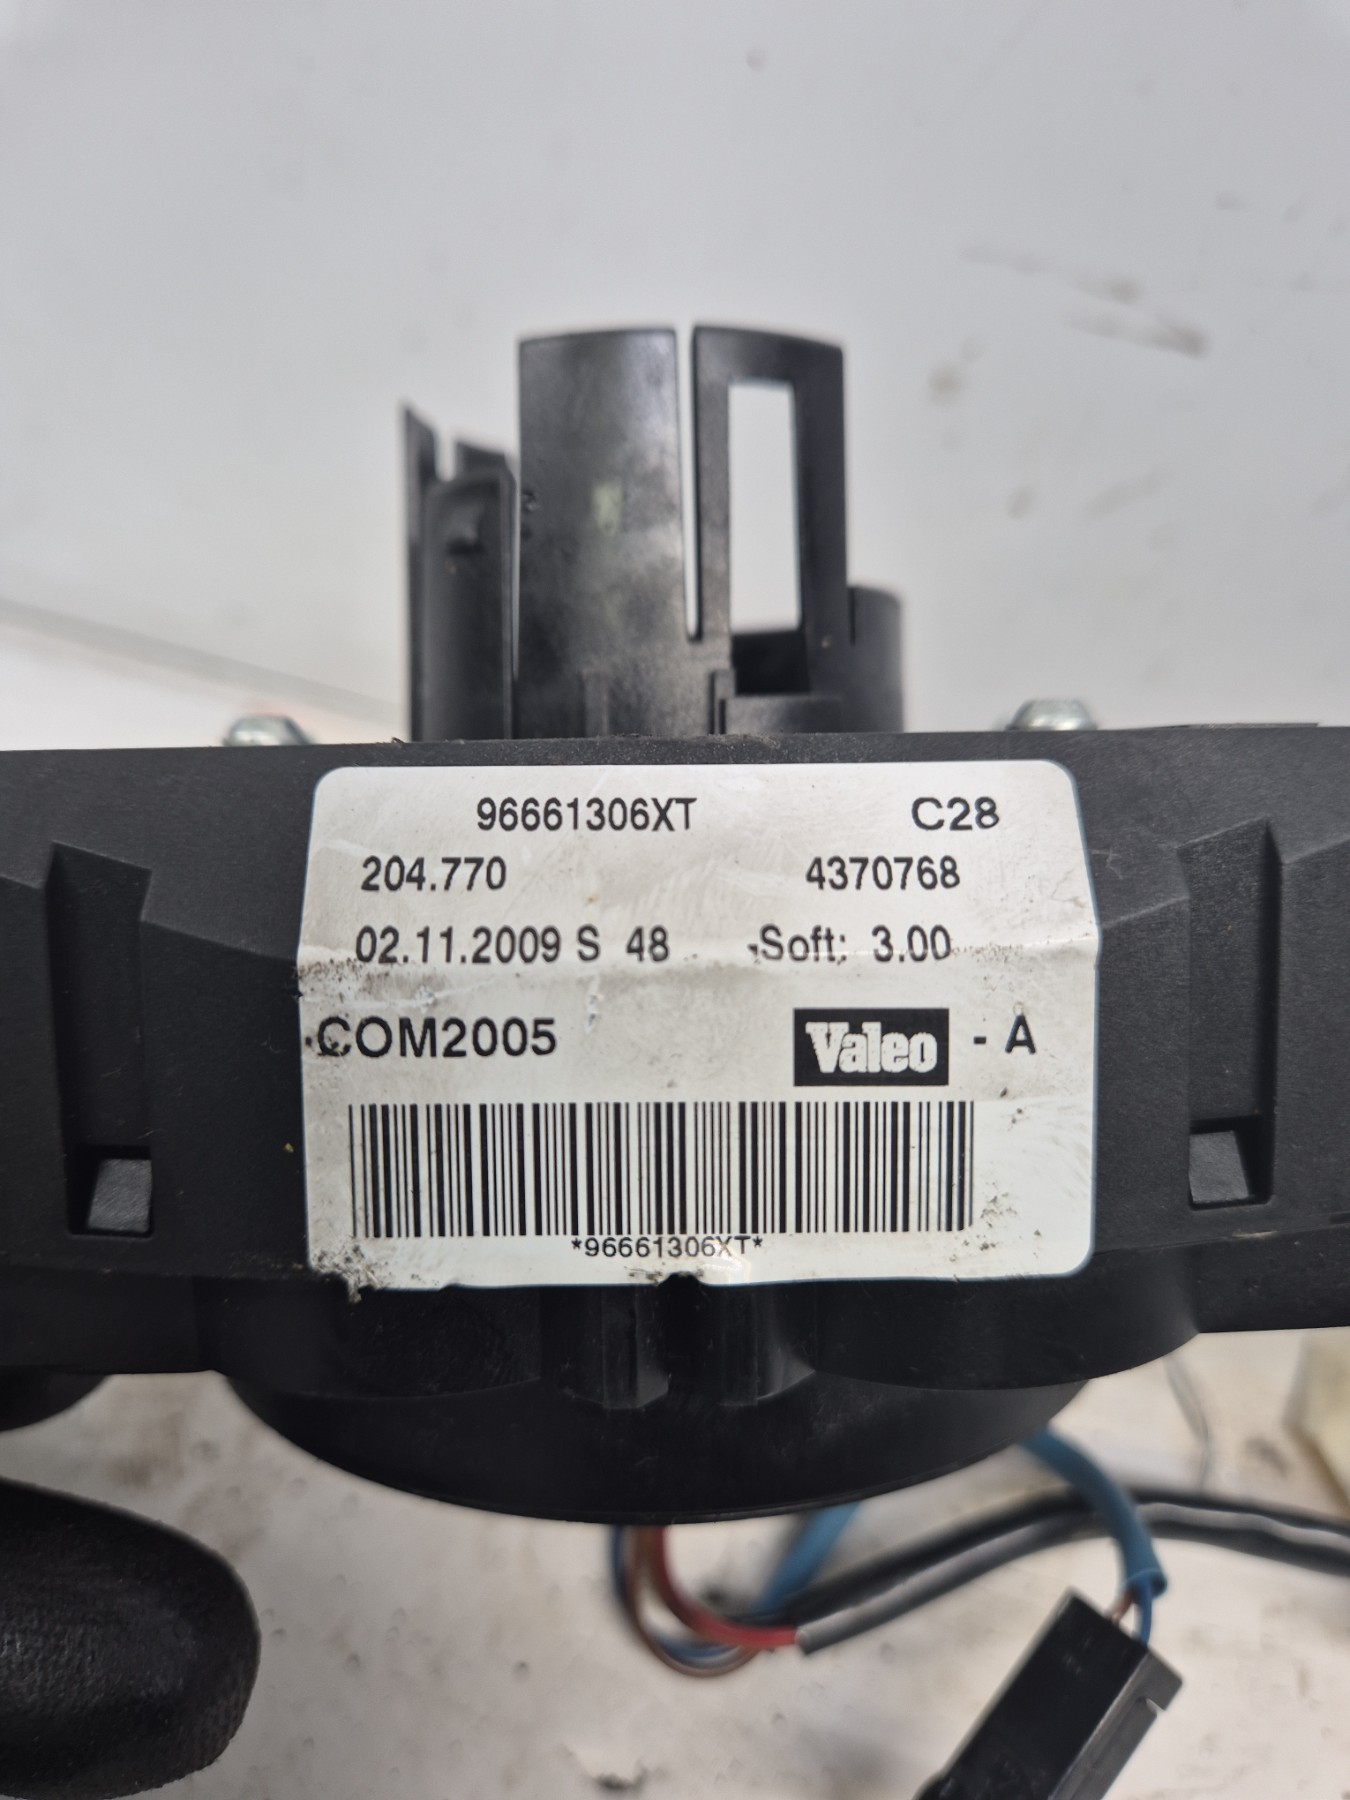 96661306XT C28
204.770 4370768
02.11.2009 S 48 Soft: 3.00
COM2005 Valeo - A
*96661306XT*